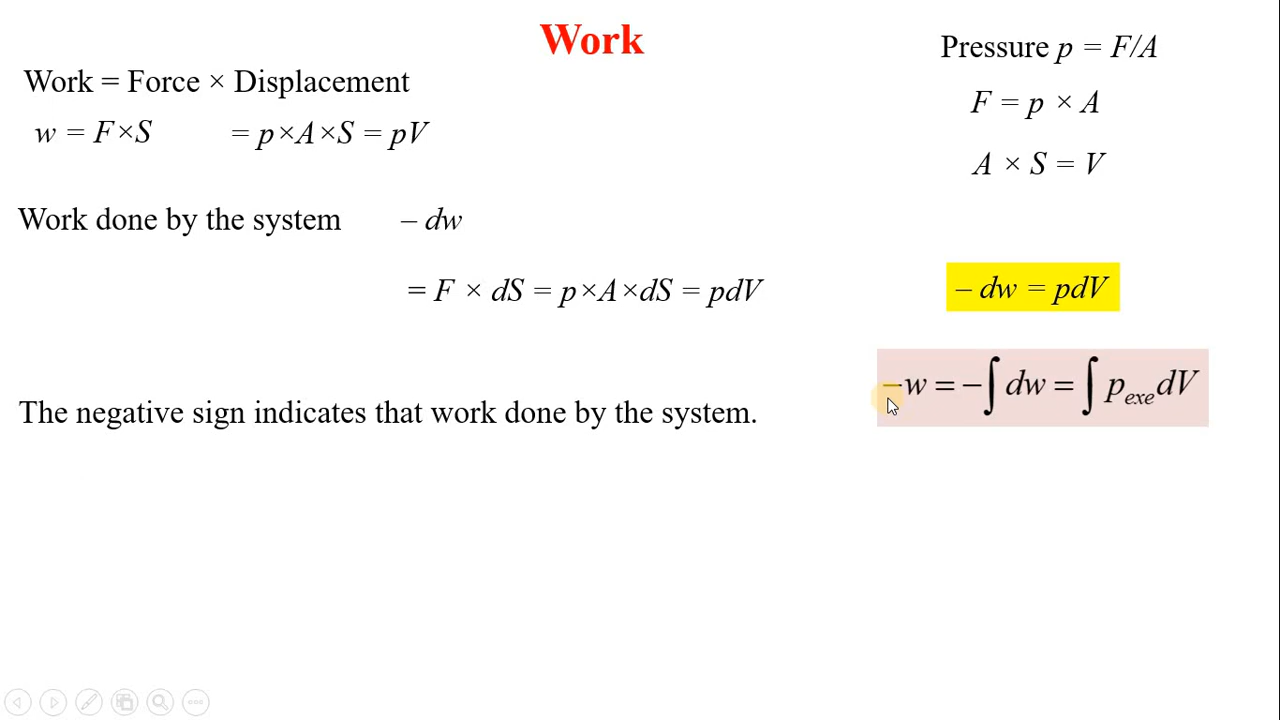 Work
Work = Force × Displacement
w = F×S = p×A×S = pV
Pressure p = F/A
F = p × A
A × S = V
Work done by the system – dw
= F × dS = p×A×dS = pdV
– dw = pdV
The negative sign indicates that work done by the system.
−w = −∫ dw = ∫ p_exe dV